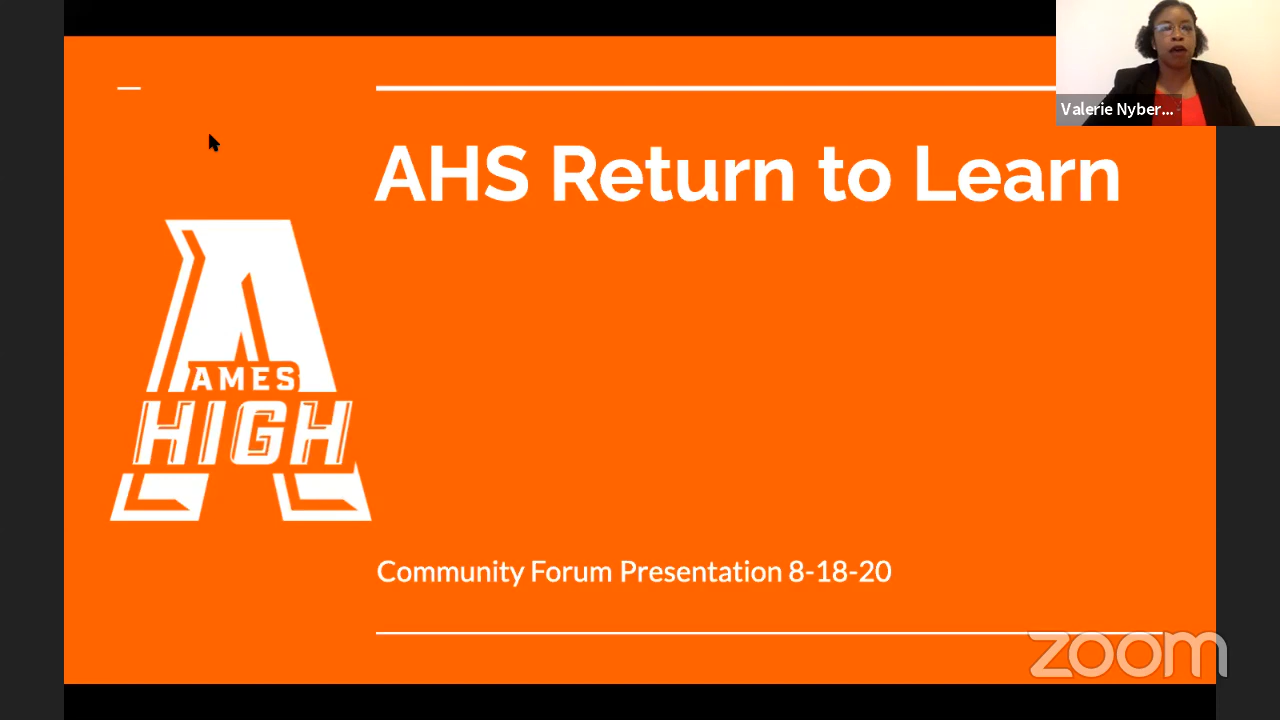 Valerie Nyber...
AHS Return to Learn
AMES
HIGH
Community Forum Presentation 8-18-20
zoom